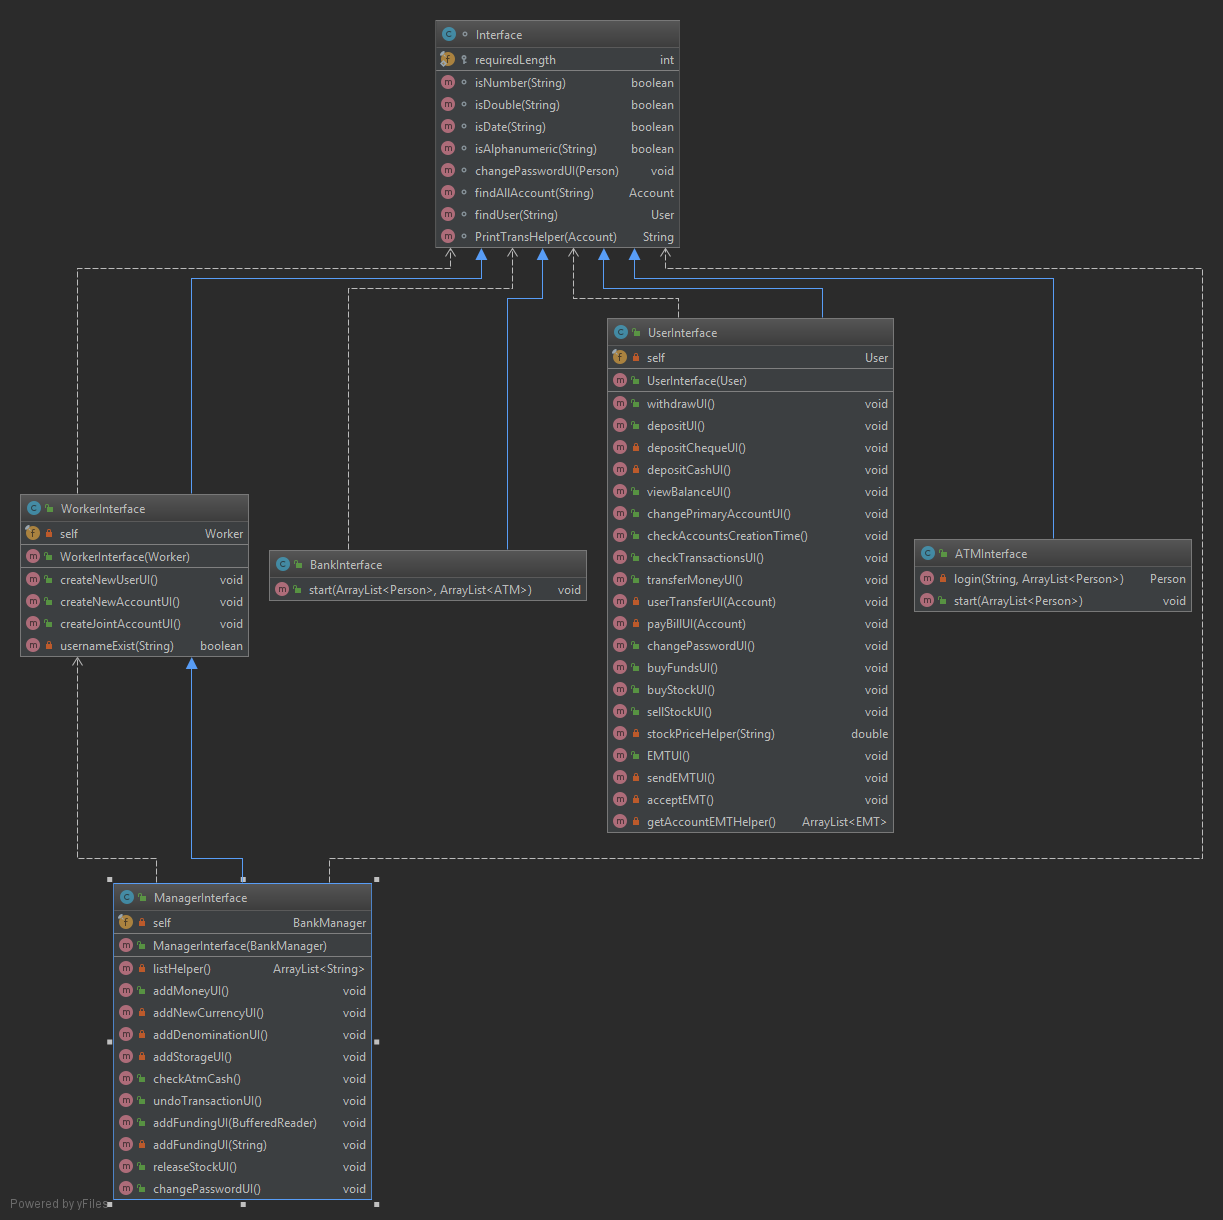 Interface
requiredLength int
isNumber(String) boolean
isDouble(String) boolean
isDate(String) boolean
isAlphanumeric(String) boolean
changePasswordUI(Person) void
findAllAccount(String) Account
findUser(String) User
PrintTransHelper(Account) String
UserInterface
self User
UserInterface(User)
withdrawUI() void
depositUI() void
depositChequeUI() void
depositCashUI() void
viewBalanceUI() void
changePrimaryAccountUI() void
checkAccountsCreationTime() void
checkTransactionsUI() void
transferMoneyUI() void
userTransferUI(Account) void
payBillUI(Account) void
changePasswordUI() void
buyFundsUI() void
buyStockUI() void
sellStockUI() void
stockPriceHelper(String) double
EMTUI() void
sendEMTUI() void
acceptEMT() void
getAccountEMTHelper() ArrayList<EMT>
WorkerInterface
self Worker
WorkerInterface(Worker)
createNewUserUI() void
createNewAccountUI() void
createJointAccountUI() void
usernameExist(String) boolean
BankInterface
start(ArrayList<Person>, ArrayList<ATM>) void
ATMInterface
login(String, ArrayList<Person>) Person
start(ArrayList<Person>) void
ManagerInterface
self BankManager
ManagerInterface(BankManager)
listHelper() ArrayList<String>
addMoneyUI() void
addNewCurrencyUI() void
addDenominationUI() void
addStorageUI() void
checkAtmCash() void
undoTransactionUI() void
addFundingUI(BufferedReader) void
addFundingUI(String) void
releaseStockUI() void
changePasswordUI() void
Powered by yFiles